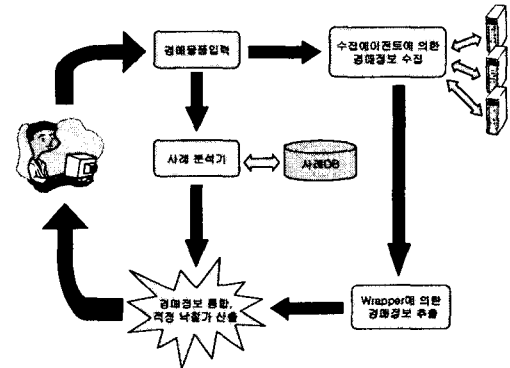 경매물품입력
수집에이전트에 의한
경매정보 수집
사례 분석기
사례DB
경매정보 통합,
적정 낙찰가 산출
Wrapper에 의한
경매정보 추출